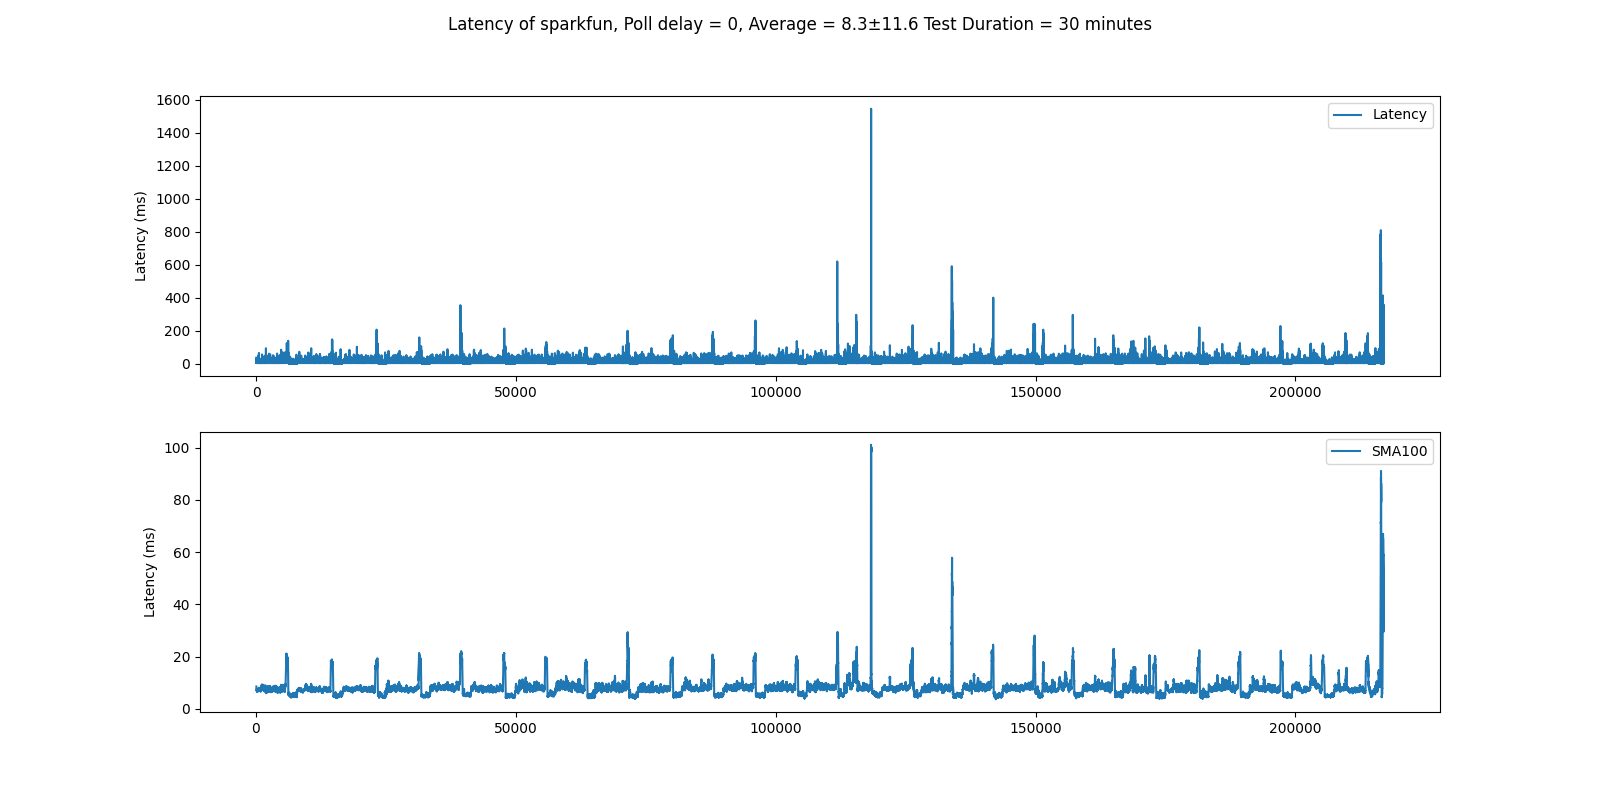 Latency of sparkfun, Poll delay = 0, Average = 8.3±11.6 Test Duration = 30 minutes
1600
1400
1200
1000
800
600
400
200
0
Latency (ms)
Latency
0 50000 100000 150000 200000
100
80
60
40
20
0
Latency (ms)
SMA100
0 50000 100000 150000 200000